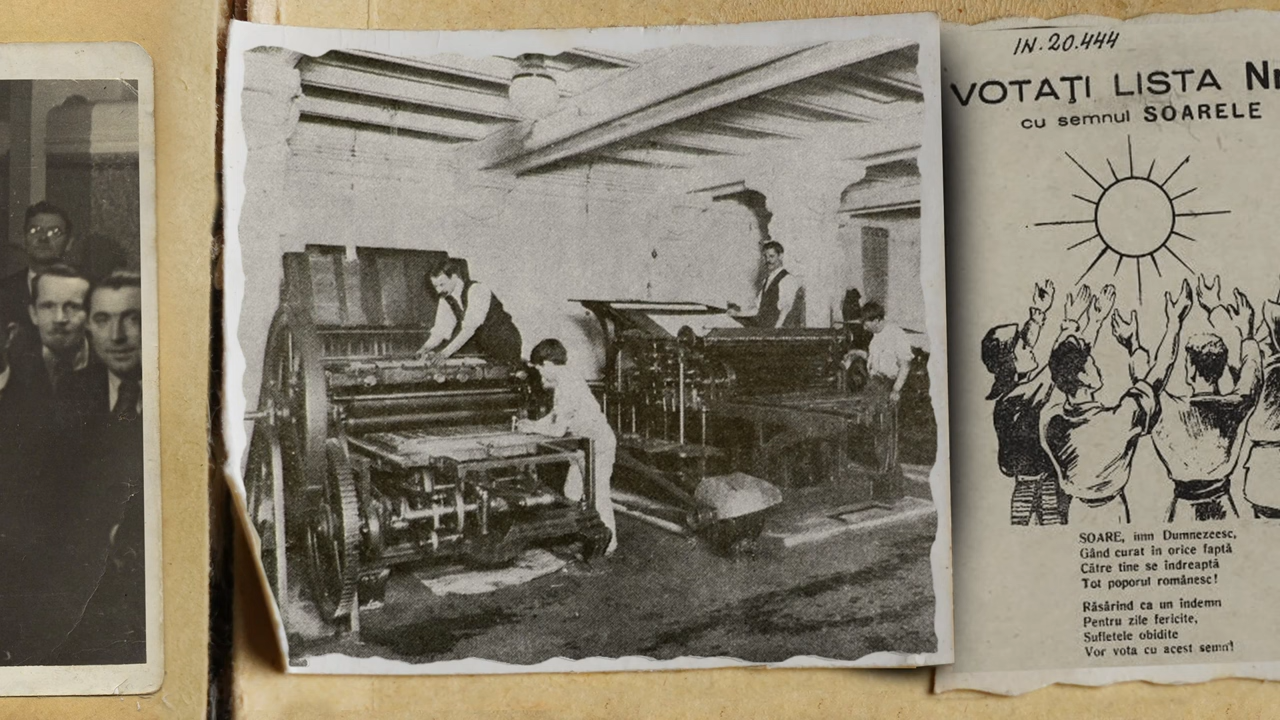 IN. 20.444
VOTAŢI LISTA
cu semnul SOARELE
SOARE, imn Dumnezeesc,
Gând curat in orice faptă
Către tine se îndreaptă
Tot poporul românesc!
Răsărind ca un îndemn
Pentru zile fericite,
Sufletele obidite
Vor vota cu acest semn!